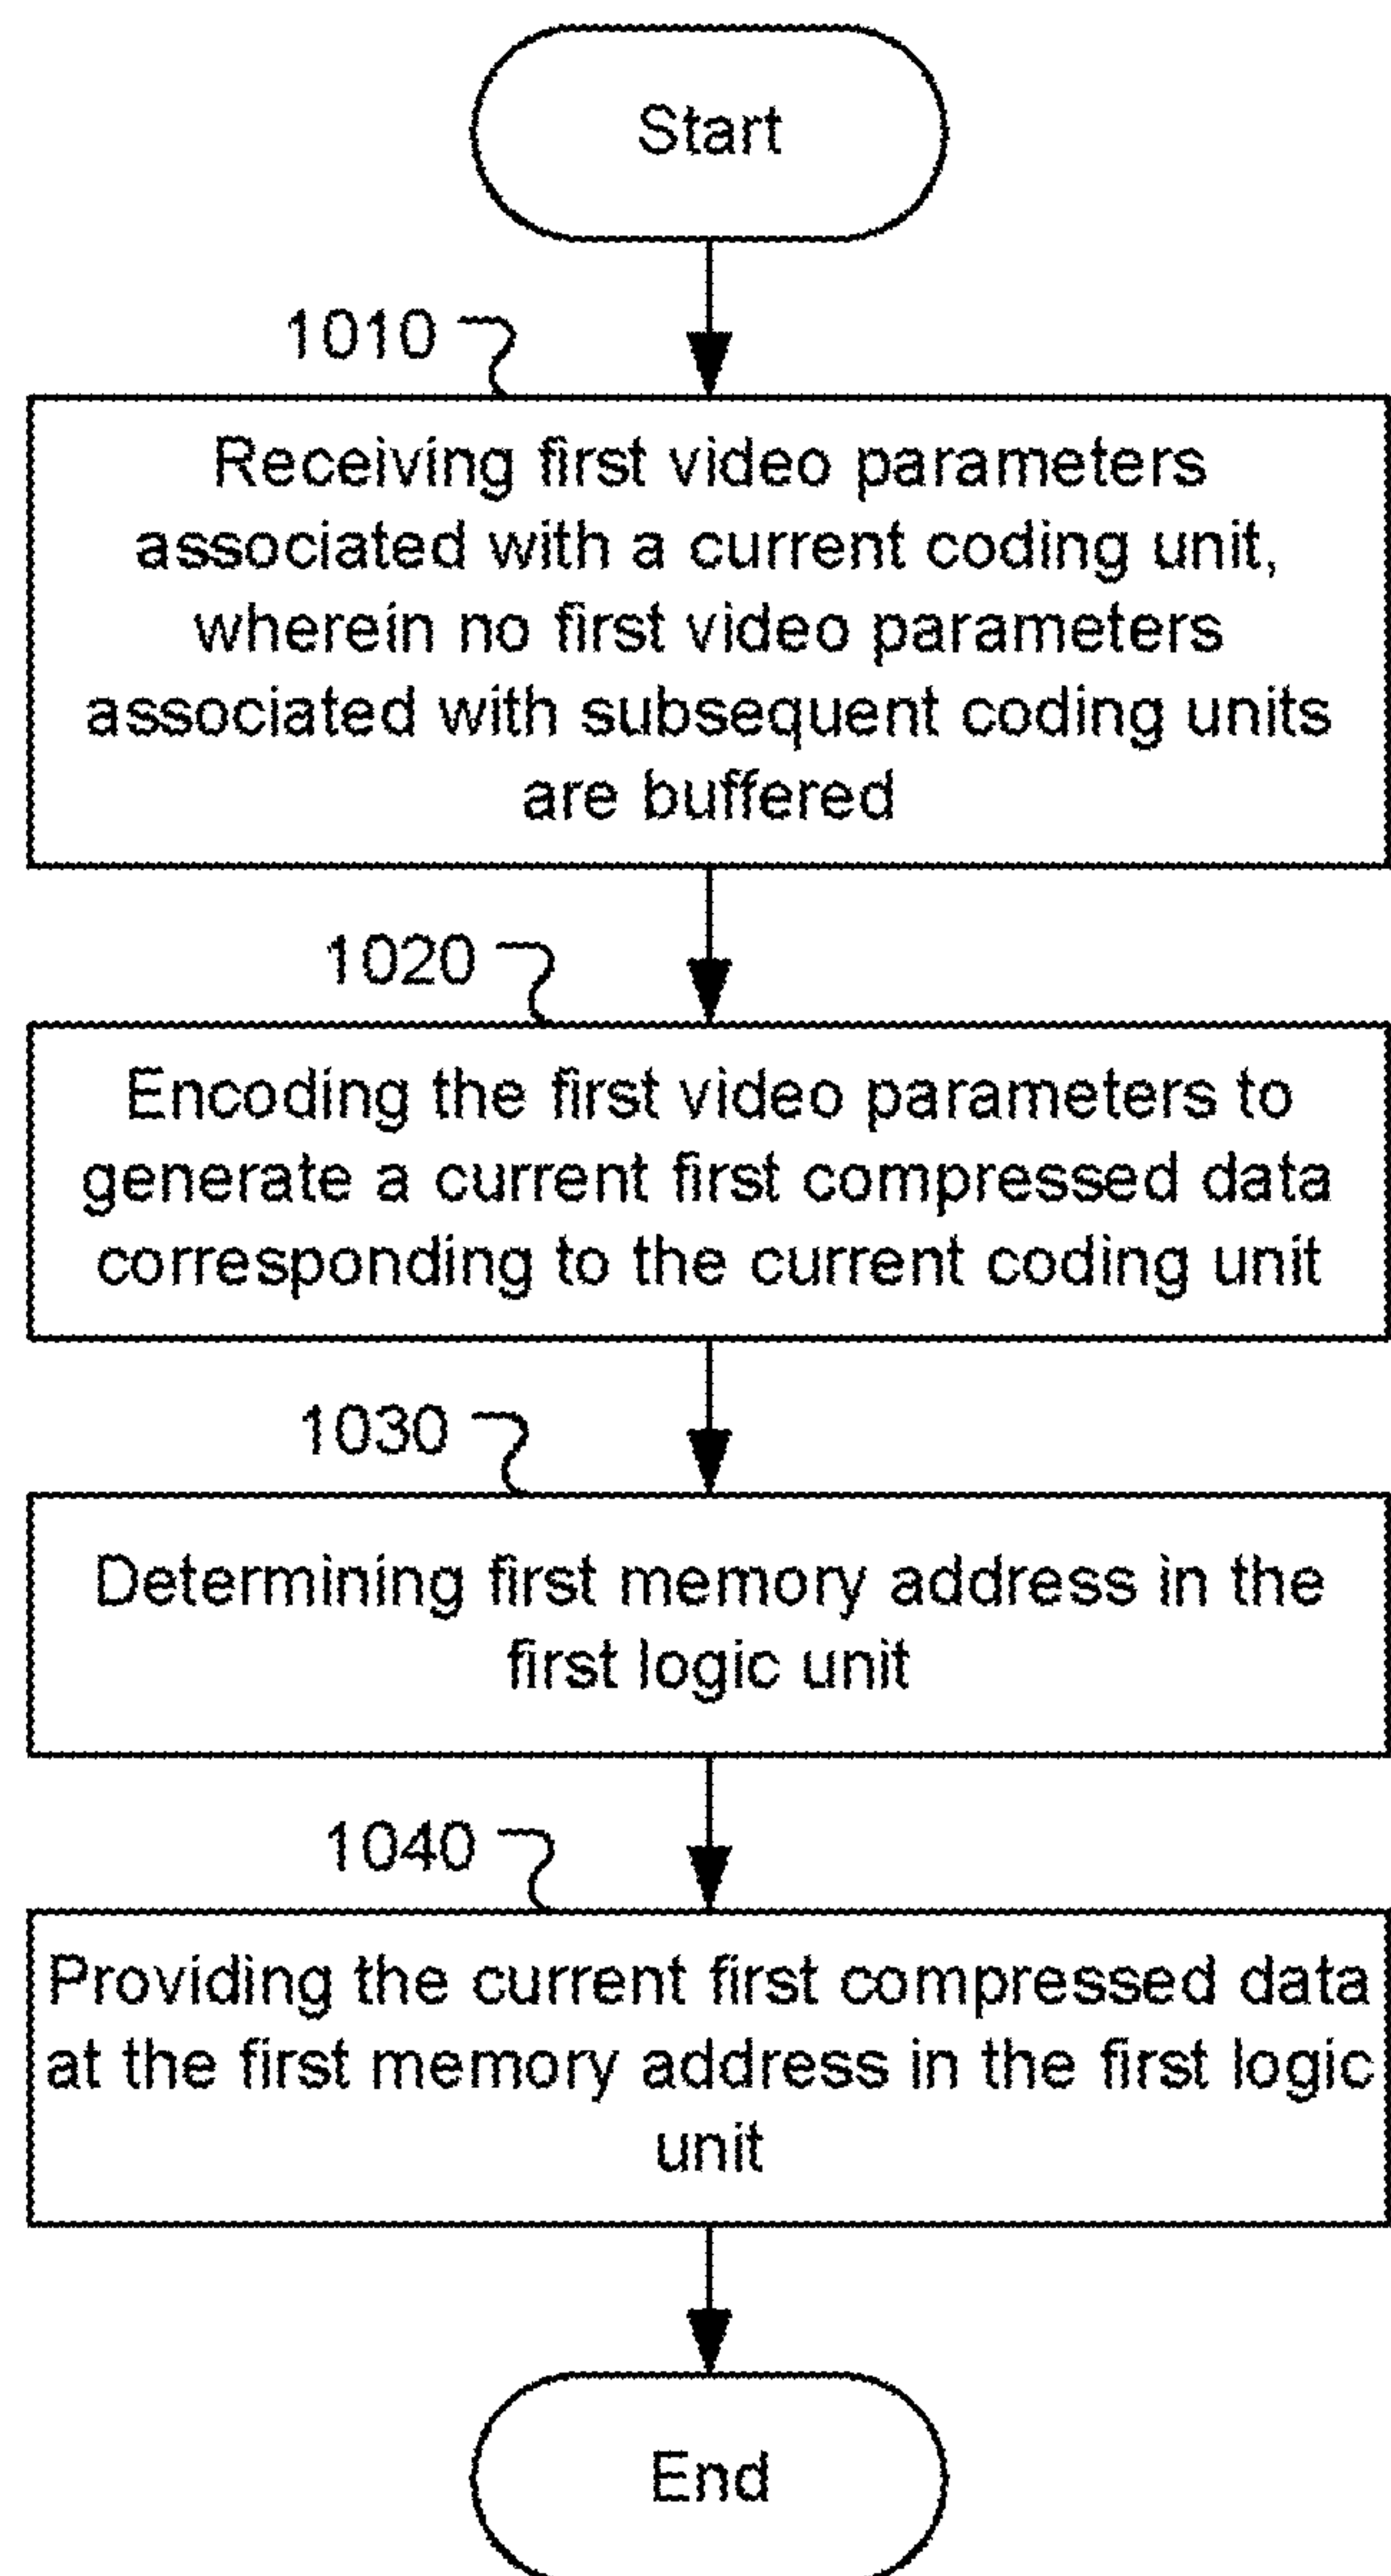 Start
1010
Receiving first video parameters
associated with a current coding unit,
wherein no first video parameters
associated with subsequent coding units
are buffered
1020
Encoding the first video parameters to
generate a current first compressed data
corresponding to the current coding unit
1030
Determining first memory address in the
first logic unit
1040
Providing the current first compressed data
at the first memory address in the first logic
unit
End